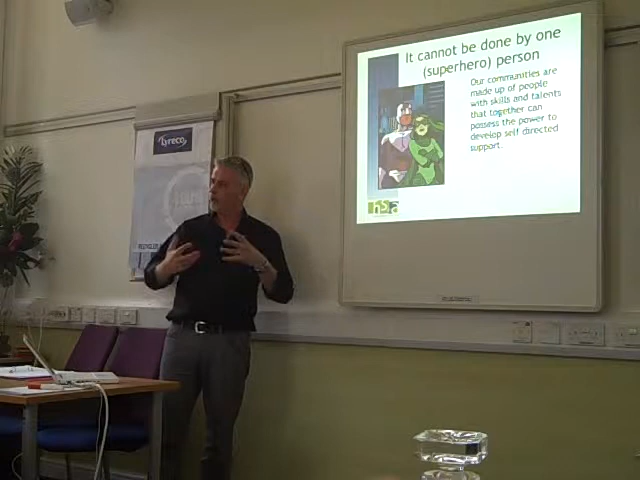 It cannot be done by one
(superhero) person
Our communities are
made up of people
with skills and talents
that together can
possess the power to
develop self directed
support.
lyreco